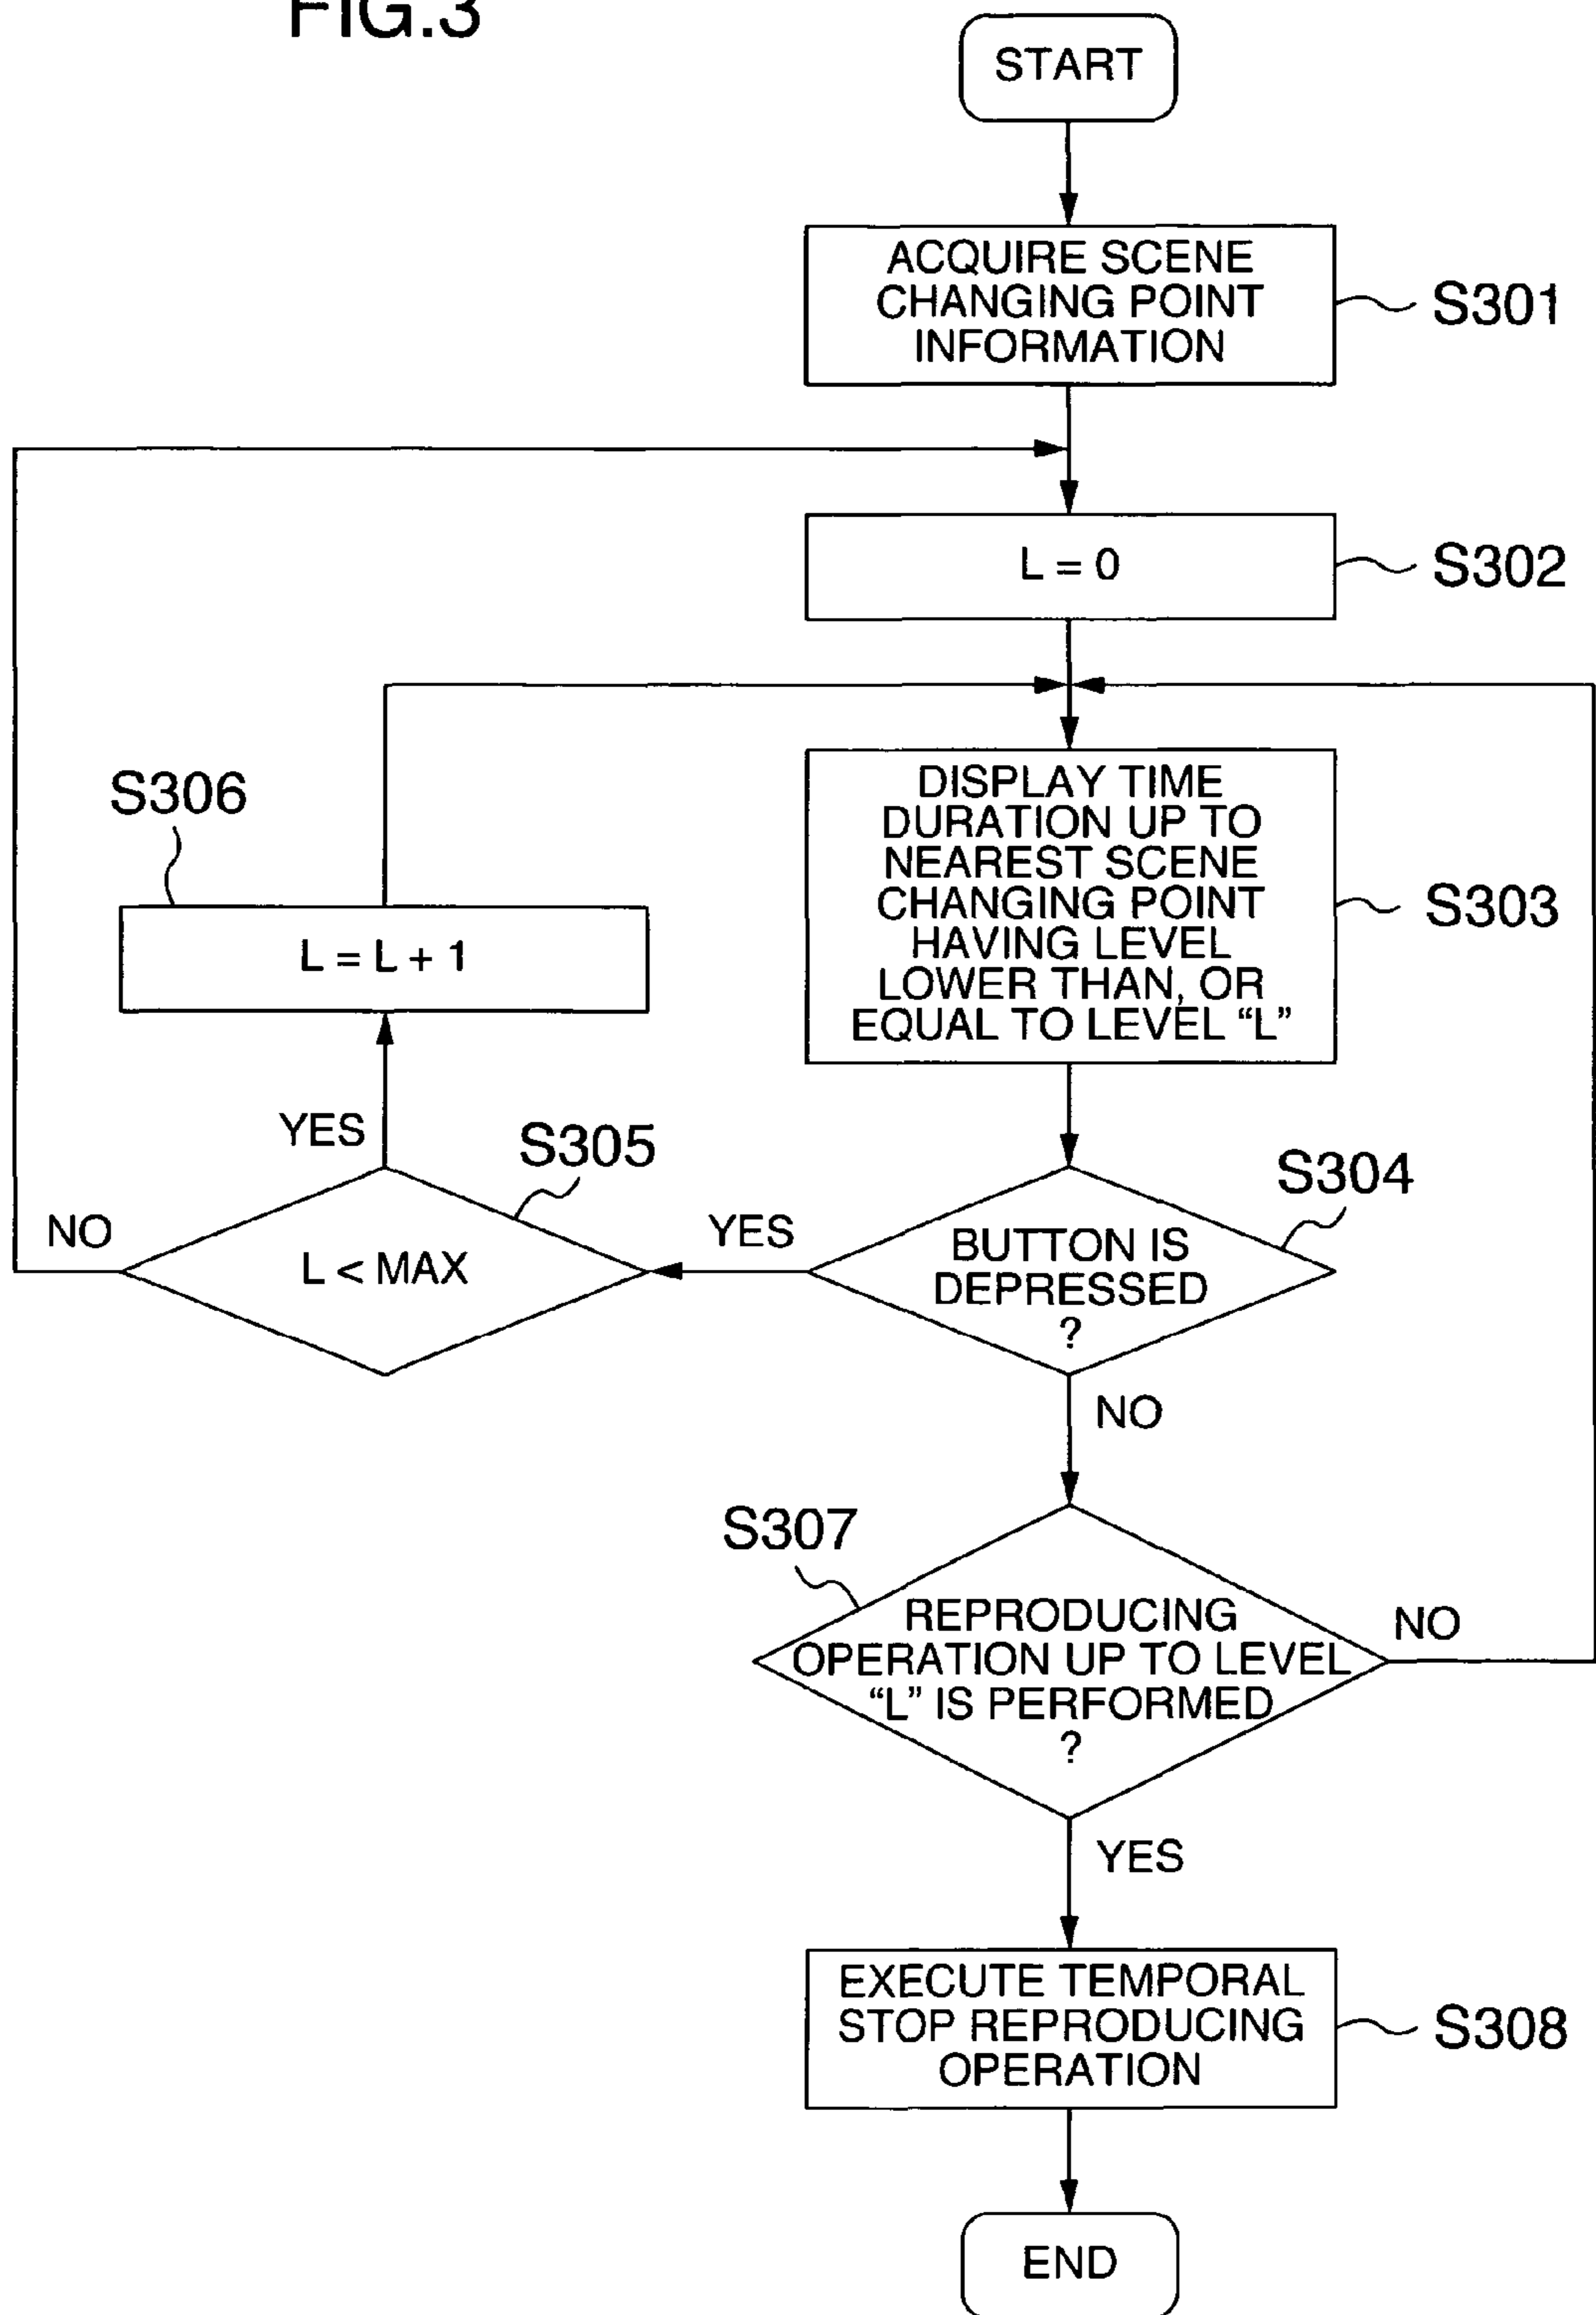 FIG.3
START
ACQUIRE SCENE
CHANGING POINT
INFORMATION
S301
L = 0
S302
DISPLAY TIME
DURATION UP TO
NEAREST SCENE
CHANGING POINT
HAVING LEVEL
LOWER THAN, OR
EQUAL TO LEVEL “L”
S303
S306
L = L + 1
YES
S305
NO
L < MAX
YES
S304
BUTTON IS
DEPRESSED
?
NO
S307
REPRODUCING
OPERATION UP TO LEVEL
“L” IS PERFORMED
?
NO
YES
EXECUTE TEMPORAL
STOP REPRODUCING
OPERATION
S308
END